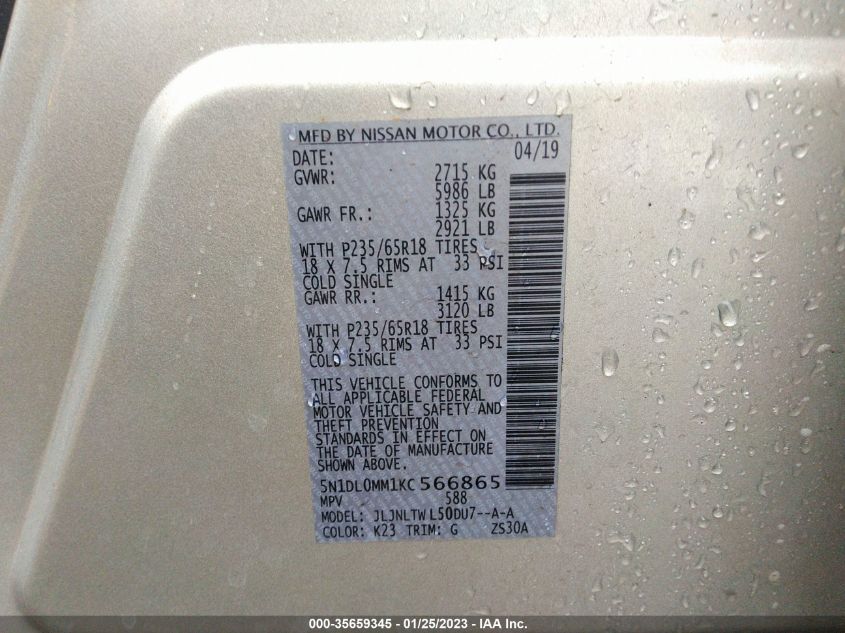 MFD BY NISSAN MOTOR CO., LTD.
DATE: 04/19
GVWR: 2715 KG
5986 LB
GAWR FR.: 1325 KG
2921 LB
WITH P235/65R18 TIRES
18 X 7.5 RIMS AT 33 PSI
COLD SINGLE
GAWR RR.: 1415 KG
3120 LB
WITH P235/65R18 TIRES
18 X 7.5 RIMS AT 33 PSI
COLD SINGLE
THIS VEHICLE CONFORMS TO
ALL APPLICABLE FEDERAL
MOTOR VEHICLE SAFETY AND
THEFT PREVENTION
STANDARDS IN EFFECT ON
THE DATE OF MANUFACTURE
SHOWN ABOVE.
5N1DL0MM1KC566865
MPV 588
MODEL: JLJNLTWL50DU7--A-A
COLOR: K23 TRIM: G ZS30A
000-35659345 - 01/25/2023 - IAA Inc.